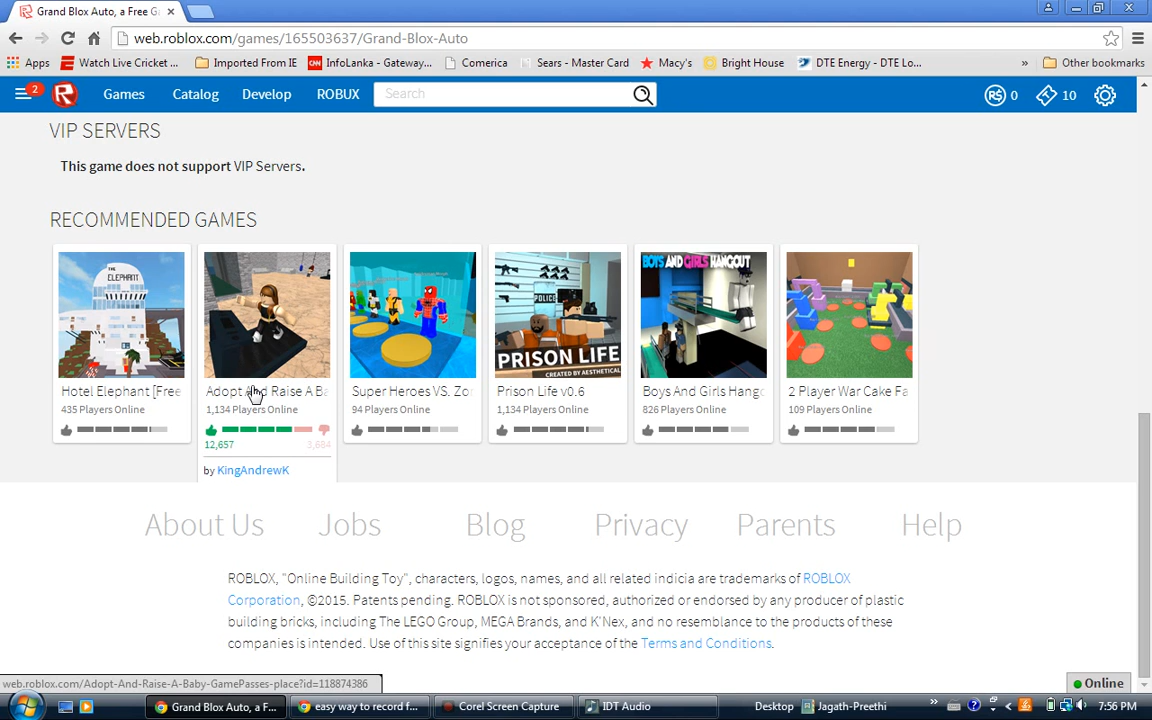 Grand Blox Auto, a Free G
web.roblox.com/games/165503637/Grand-Blox-Auto
Apps Watch Live Cricket ... Imported From IE CNN InfoLanka - Gateway... Comerica Sears - Master Card Macy's Bright House DTE Energy - DTE Lo... » Other bookmarks
2 R Games Catalog Develop ROBUX Search R$ 0 10
VIP SERVERS
This game does not support VIP Servers.
RECOMMENDED GAMES
THE ELEPHANT
POLICE
PRISON LIFE
CREATED BY AESTHETICAL
BOYS AND GIRLS HANGOUT
Hotel Elephant [Free Adopt And Raise A Ba Super Heroes VS. Zo Prison Life v0.6 Boys And Girls Hang 2 Player War Cake Fa
435 Players Online 1,134 Players Online 94 Players Online 1,134 Players Online 826 Players Online 109 Players Online
12,657 3,684
by KingAndrewK
About Us Jobs Blog Privacy Parents Help
ROBLOX, "Online Building Toy", characters, logos, names, and all related indicia are trademarks of ROBLOX
Corporation, ©2015. Patents pending. ROBLOX is not sponsored, authorized or endorsed by any producer of plastic
building bricks, including The LEGO Group, MEGA Brands, and K'Nex, and no resemblance to the products of these
companies is intended. Use of this site signifies your acceptance of the Terms and Conditions.
web.roblox.com/Adopt-And-Raise-A-Baby-GamePasses-place?id=118874386
Online
Grand Blox Auto, a F... easy way to record f... Corel Screen Capture IDT Audio Desktop Jagath-Preethi » 7:56 PM